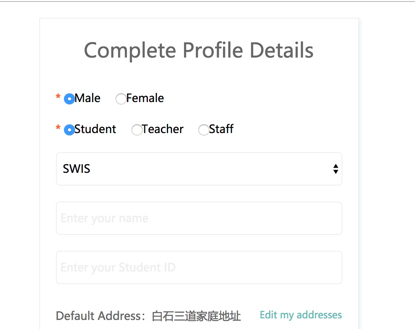 Complete Profile Details
* Male Female
* Student Teacher Staff
SWIS
Enter your name
Enter your Student ID
Default Address: 白石三道家庭地址 Edit my addresses